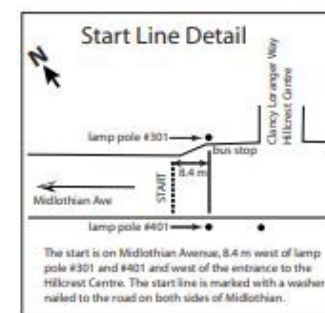 Start Line Detail
N
Clancy Loranger Way
Hillcrest Centre
lamp pole #301
bus stop
8.4 m
START
Midlothian Ave
lamp pole #401
The start is on Midlothian Avenue, 8.4 m west of lamp
pole #301 and #401 and west of the entrance to the
Hillcrest Centre. The start line is marked with a washer
nailed to the road on both sides of Midlothian.